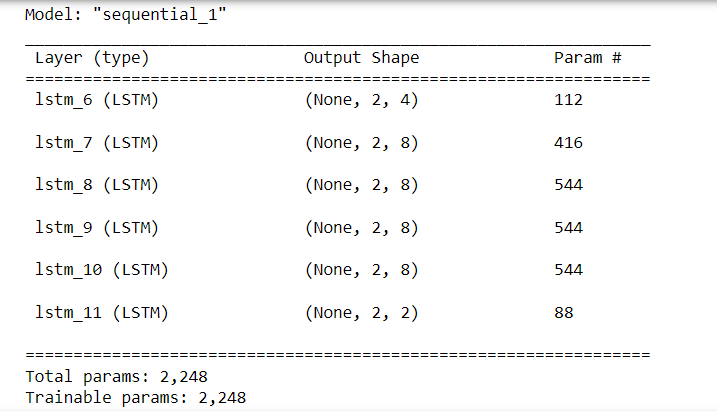 Model: "sequential_1"
_________________________________________________________________
Layer (type) Output Shape Param #
=================================================================
lstm_6 (LSTM) (None, 2, 4) 112
lstm_7 (LSTM) (None, 2, 8) 416
lstm_8 (LSTM) (None, 2, 8) 544
lstm_9 (LSTM) (None, 2, 8) 544
lstm_10 (LSTM) (None, 2, 8) 544
lstm_11 (LSTM) (None, 2, 2) 88
=================================================================
Total params: 2,248
Trainable params: 2,248